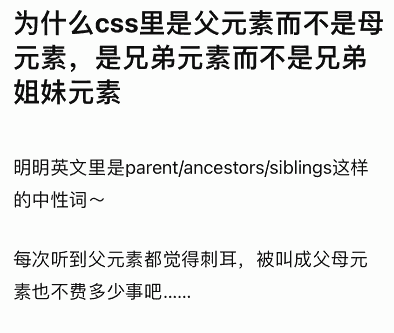 为什么css里是父元素而不是母
元素，是兄弟元素而不是兄弟
姐妹元素
明明英文里是parent/ancestors/siblings这样
的中性词～
每次听到父元素都觉得刺耳，被叫成父母元
素也不费多少事吧......